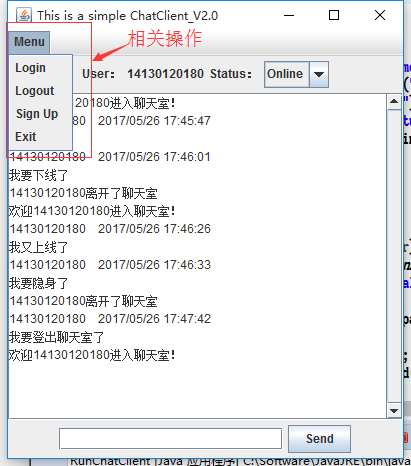 This is a simple ChatClient_V2.0
Menu
相关操作
Login
Logout
Sign Up
Exit
User: 14130120180 Status: Online
120180进入聊天室!
2017/05/26 17:45:47
14130120180 2017/05/26 17:46:01
我要下线了
14130120180离开了聊天室
欢迎14130120180进入聊天室!
14130120180 2017/05/26 17:46:26
我又上线了
14130120180 2017/05/26 17:46:33
我要隐身了
14130120180离开了聊天室
14130120180 2017/05/26 17:47:42
我要登出聊天室了
欢迎14130120180进入聊天室!
Send
RunChatClient [Java 应用程序] C:\Software\Java\JRE\bin\java